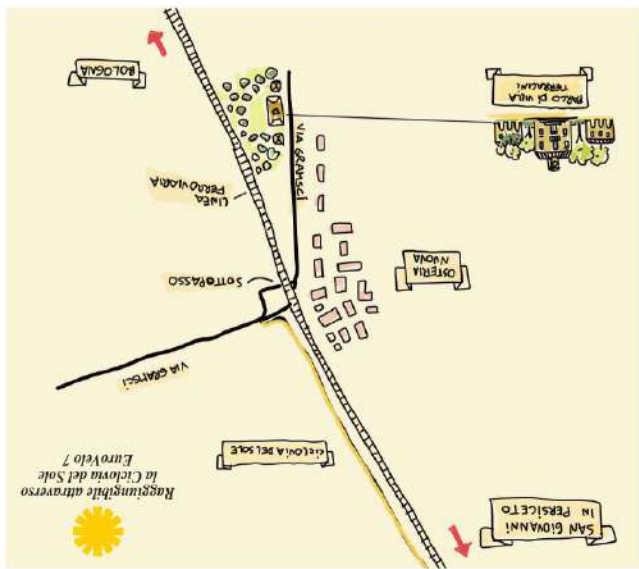 SAN GIOVANNI
IN PERSICETO
Raggiungibile attraverso
la Ciclovia del Sole
EuroVelo 7
CICLOVIA DEL SOLE
VIA GRAMSCI
SOTTOPASSO
OSTERIA
NUOVA
LINEA
FERROVIARIA
VIA GRAMSCI
PARCO DI VILLA
TERRACINI
BOLOGNA